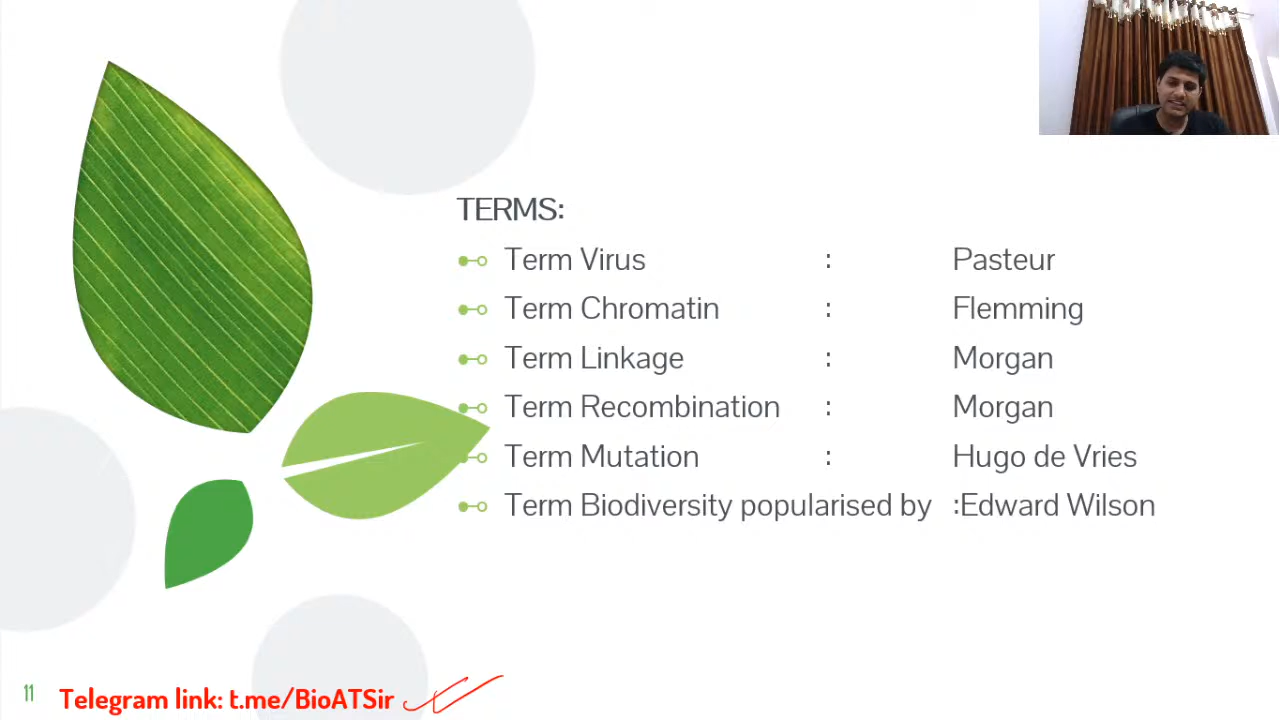 TERMS:
Term Virus : Pasteur
Term Chromatin : Flemming
Term Linkage : Morgan
Term Recombination : Morgan
Term Mutation : Hugo de Vries
Term Biodiversity popularised by :Edward Wilson
11
Telegram link: t.me/BioATSir